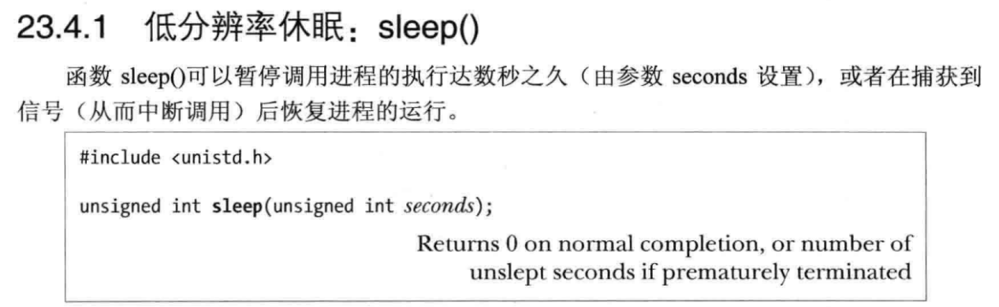 23.4.1 低分辨率休眠：sleep()
函数 sleep()可以暂停调用进程的执行达数秒之久（由参数 seconds 设置），或者在捕获到
信号（从而中断调用）后恢复进程的运行。
#include <unistd.h>
unsigned int sleep(unsigned int seconds);
Returns 0 on normal completion, or number of
unslept seconds if prematurely terminated